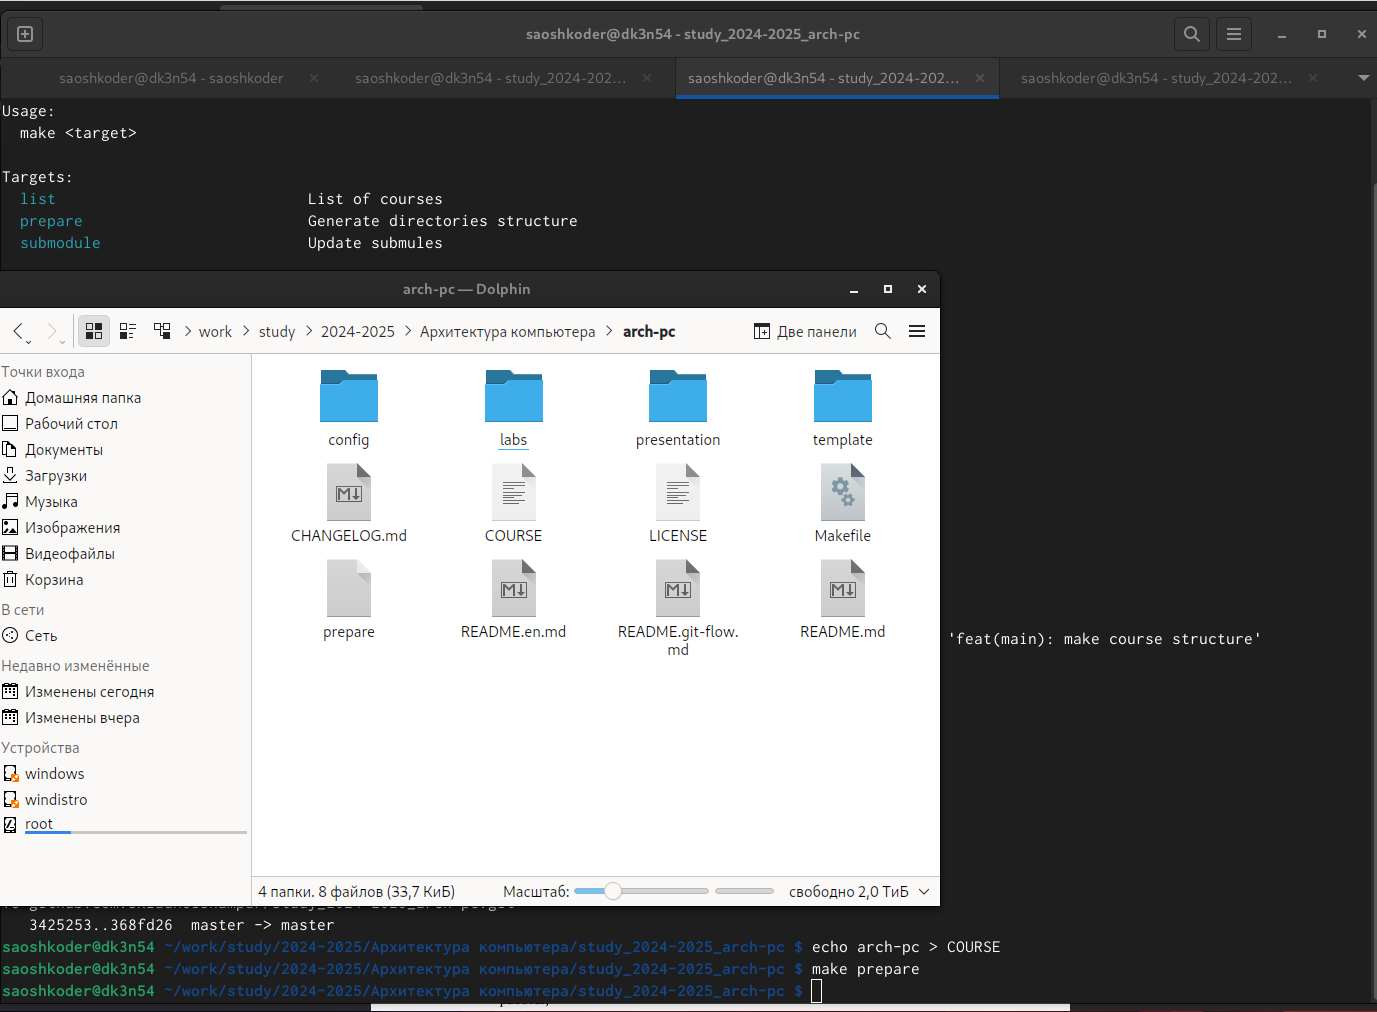 saoshkoder@dk3n54 - study_2024-2025_arch-pc
saoshkoder@dk3n54 - saoshkoder
saoshkoder@dk3n54 - study_2024-202…
saoshkoder@dk3n54 - study_2024-202…
saoshkoder@dk3n54 - study_2024-202…
Usage:
make <target>
Targets:
list List of courses
prepare Generate directories structure
submodule Update submules
arch-pc — Dolphin
work > study > 2024-2025 > Архитектура компьютера > arch-pc
Две панели
Точки входа
Домашняя папка
Рабочий стол
Документы
Загрузки
Музыка
Изображения
Видеофайлы
Корзина
В сети
Сеть
Недавно изменённые
Изменены сегодня
Изменены вчера
Устройства
windows
windistro
root
config
labs
presentation
template
CHANGELOG.md
COURSE
LICENSE
Makefile
prepare
README.en.md
README.git-flow.
md
README.md
4 папки. 8 файлов (33,7 КиБ)
Масштаб:
свободно 2,0 ТиБ
'feat(main): make course structure'
3425253..368fd26 master -> master
saoshkoder@dk3n54 ~/work/study/2024-2025/Архитектура компьютера/study_2024-2025_arch-pc $ echo arch-pc > COURSE
saoshkoder@dk3n54 ~/work/study/2024-2025/Архитектура компьютера/study_2024-2025_arch-pc $ make prepare
saoshkoder@dk3n54 ~/work/study/2024-2025/Архитектура компьютера/study_2024-2025_arch-pc $